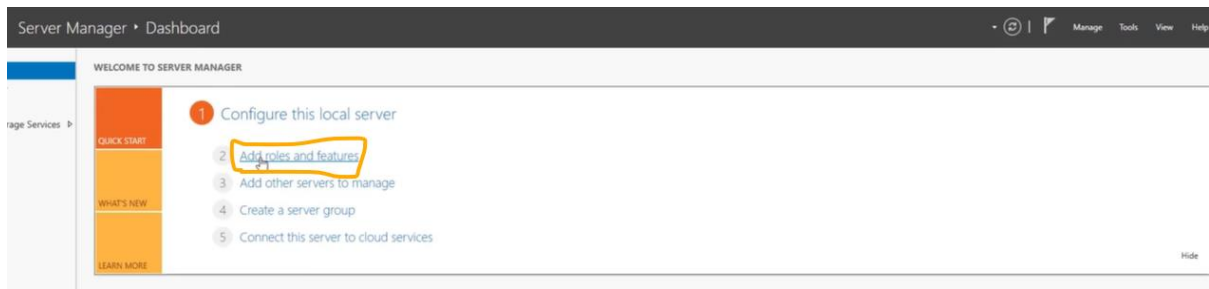 Server Manager ‣ Dashboard
Manage Tools View Help
WELCOME TO SERVER MANAGER
rage Services
QUICK START
WHAT'S NEW
LEARN MORE
1 Configure this local server
2 Add roles and features
3 Add other servers to manage
4 Create a server group
5 Connect this server to cloud services
Hide